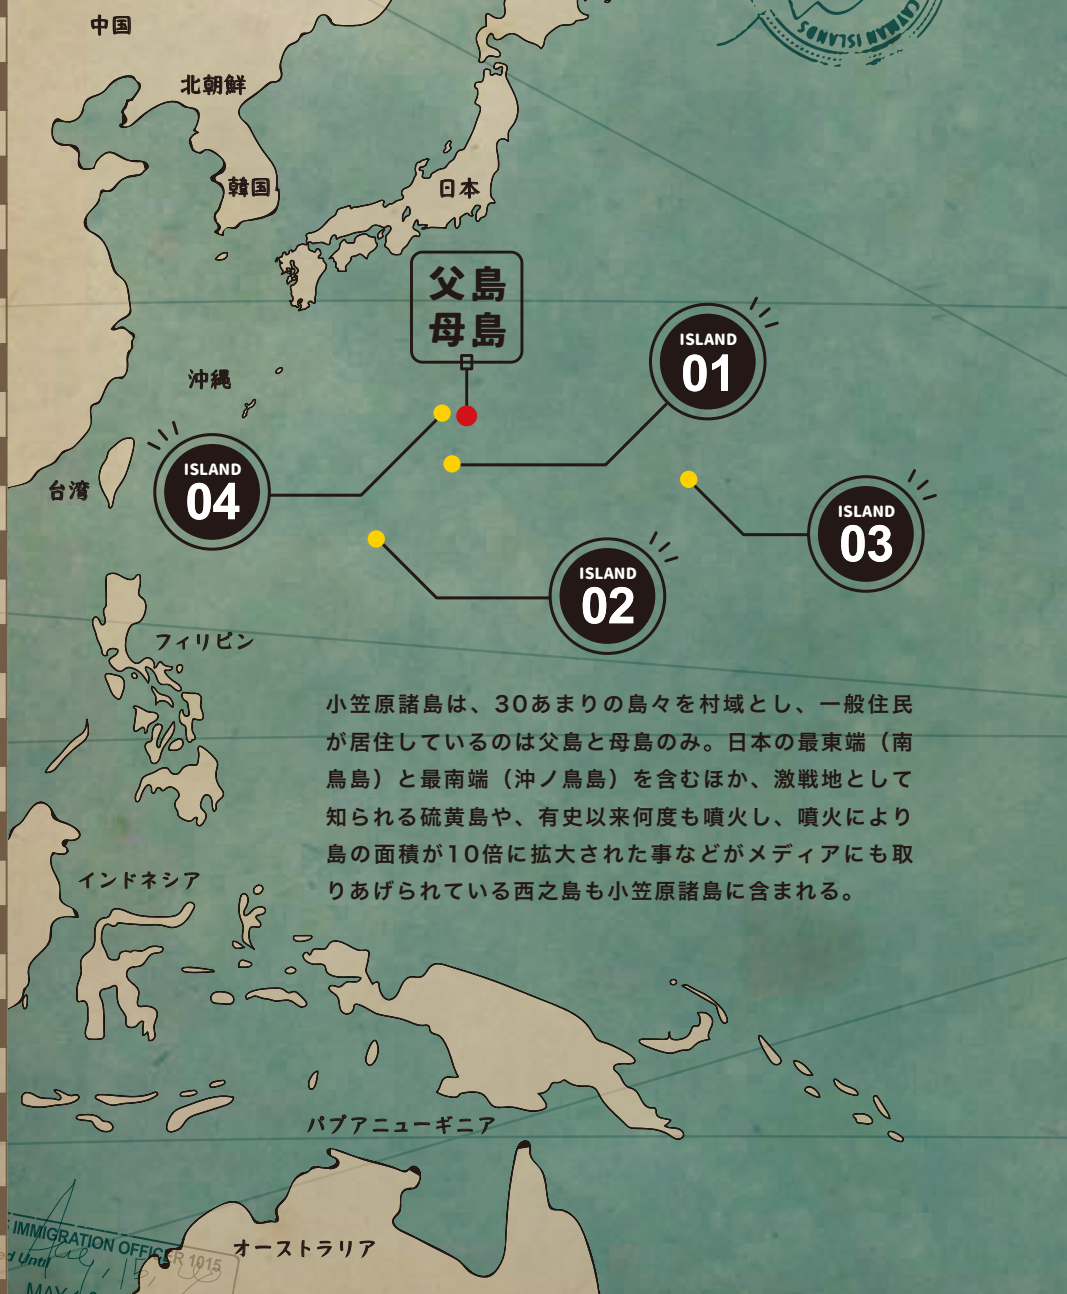 CAYMAN ISLANDS
中国
北朝鮮
韓国
日本
父島
母島
ISLAND
01
沖縄
ISLAND
04
台湾
ISLAND
03
ISLAND
02
フィリピン
小笠原諸島は、30あまりの島々を村域とし、一般住民
が居住しているのは父島と母島のみ。日本の最東端（南
鳥島）と最南端（沖ノ鳥島）を含むほか、激戦地として
知られる硫黄島や、有史以来何度も噴火し、噴火により
島の面積が10倍に拡大された事などがメディアにも取
りあげられている西之島も小笠原諸島に含まれる。
インドネシア
パプアニューギニア
オーストラリア
IMMIGRATION OFFICER 1015
Until
MAY